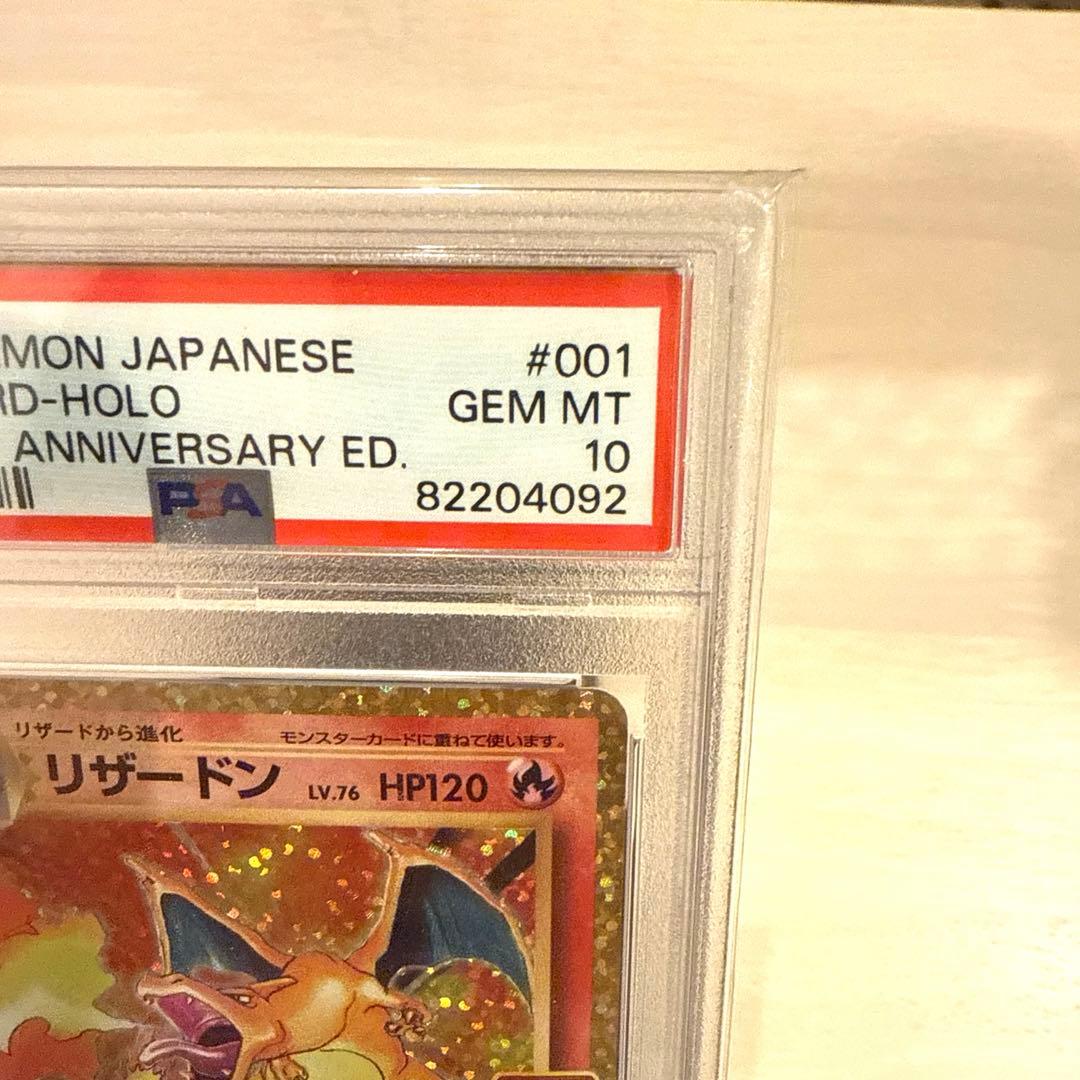 MON JAPANESE #001
RD-HOLO GEM MT
ANNIVERSARY ED. 10
PSA 82204092
リザードから進化 モンスターカードに重ねて使います。
リザードン LV.76 HP120